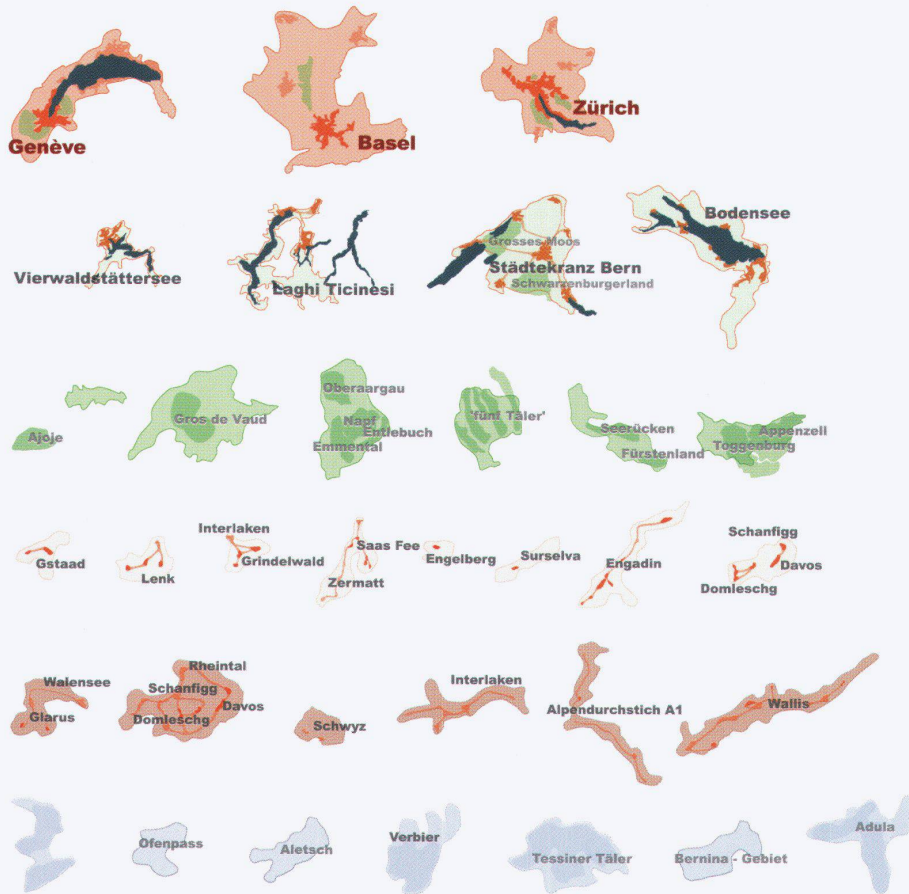 Genève
Basel
Zürich
Vierwaldstättersee
Laghi Ticinesi
Grosses Moos
Städtekranz Bern
Schwarzenburgerland
Bodensee
Ajoje
Gros de Vaud
Oberaargau
Napf
Entlebuch
Emmental
'fünf Täler'
Seerücken
Fürstenland
Appenzell
Toggenburg
Gstaad
Lenk
Interlaken
Grindelwald
Saas Fee
Zermatt
Engelberg
Surselva
Engadin
Schanfigg
Davos
Domleschg
Walensee
Glarus
Rheintal
Schanfigg
Davos
Domleschg
Schwyz
Interlaken
Alpendurchstich A1
Wallis
Ofenpass
Aletsch
Verbier
Tessiner Täler
Bernina - Gebiet
Adula